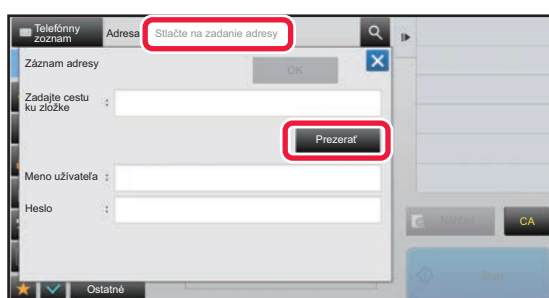 Telefónny
zoznam
Adresa
Stlačte na zadanie adresy
Záznam adresy
OK
Zadajte cestu
ku zložke :
Prezerať
Meno užívateľa :
Heslo :
CA
Start
Ostatné